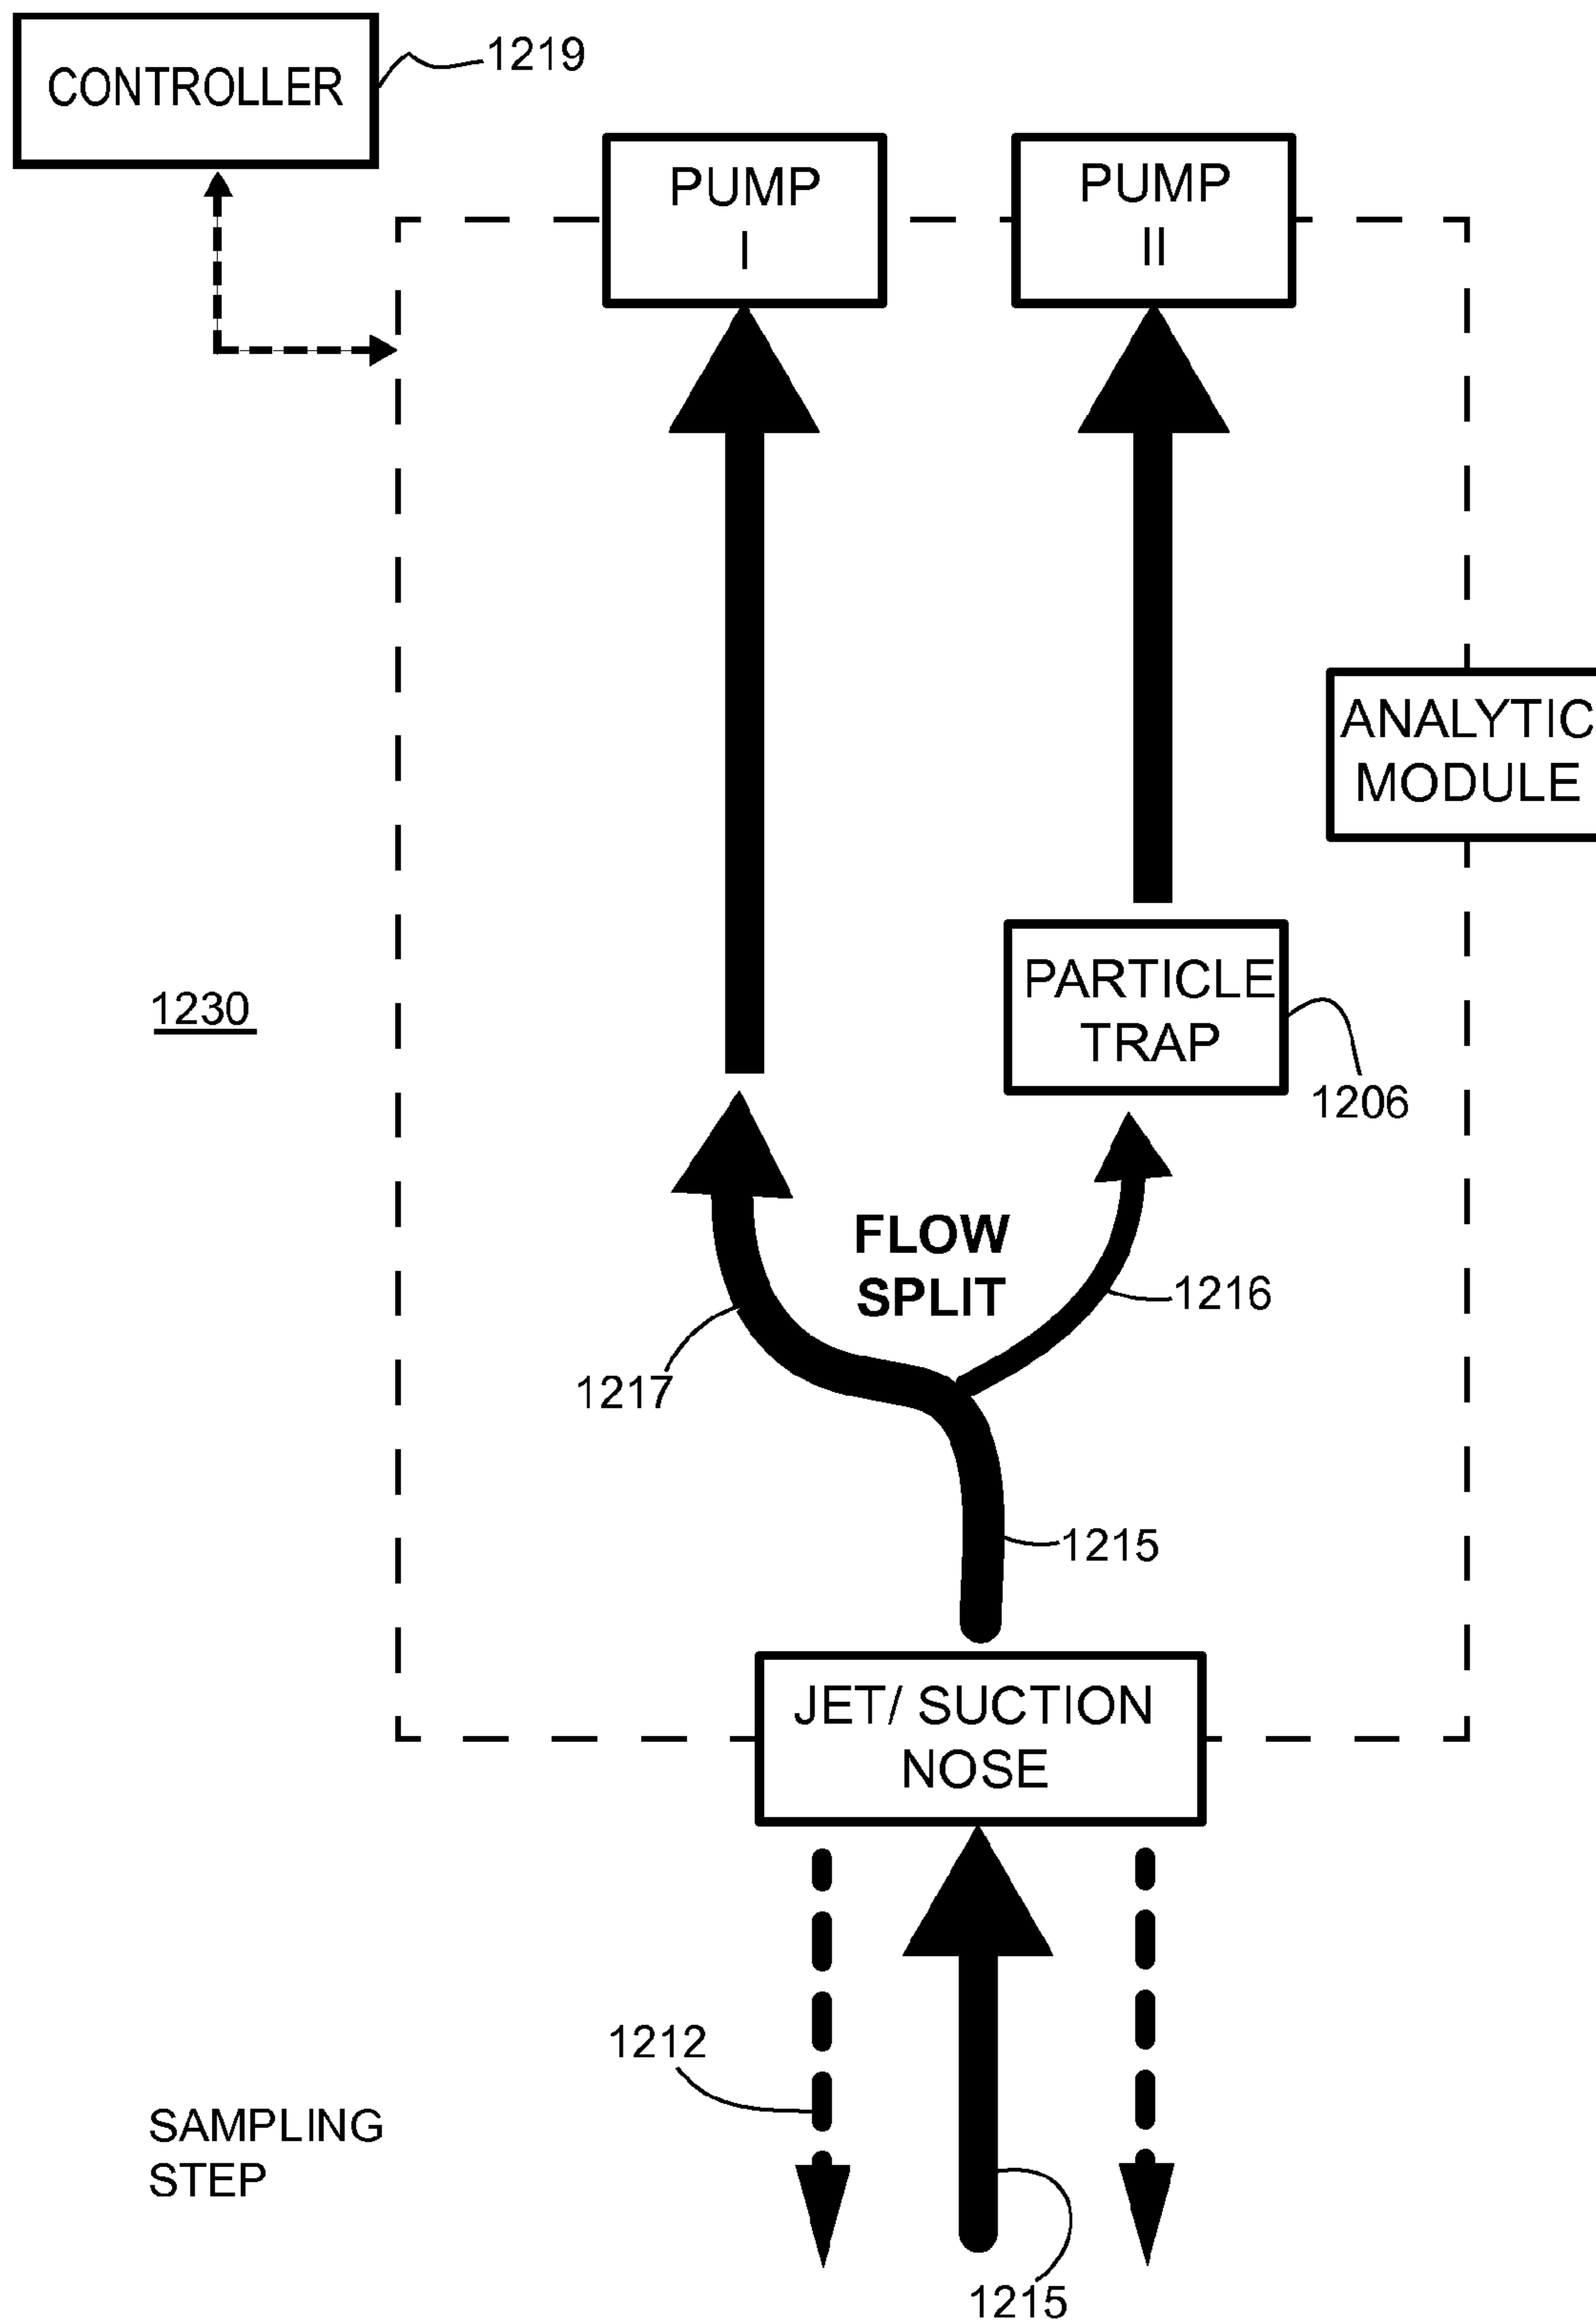 CONTROLLER
1219
PUMP
I
PUMP
II
ANALYTIC
MODULE
PARTICLE
TRAP
1230
1206
FLOW
SPLIT
1216
1217
1215
JET/ SUCTION
NOSE
1212
SAMPLING
STEP
1215